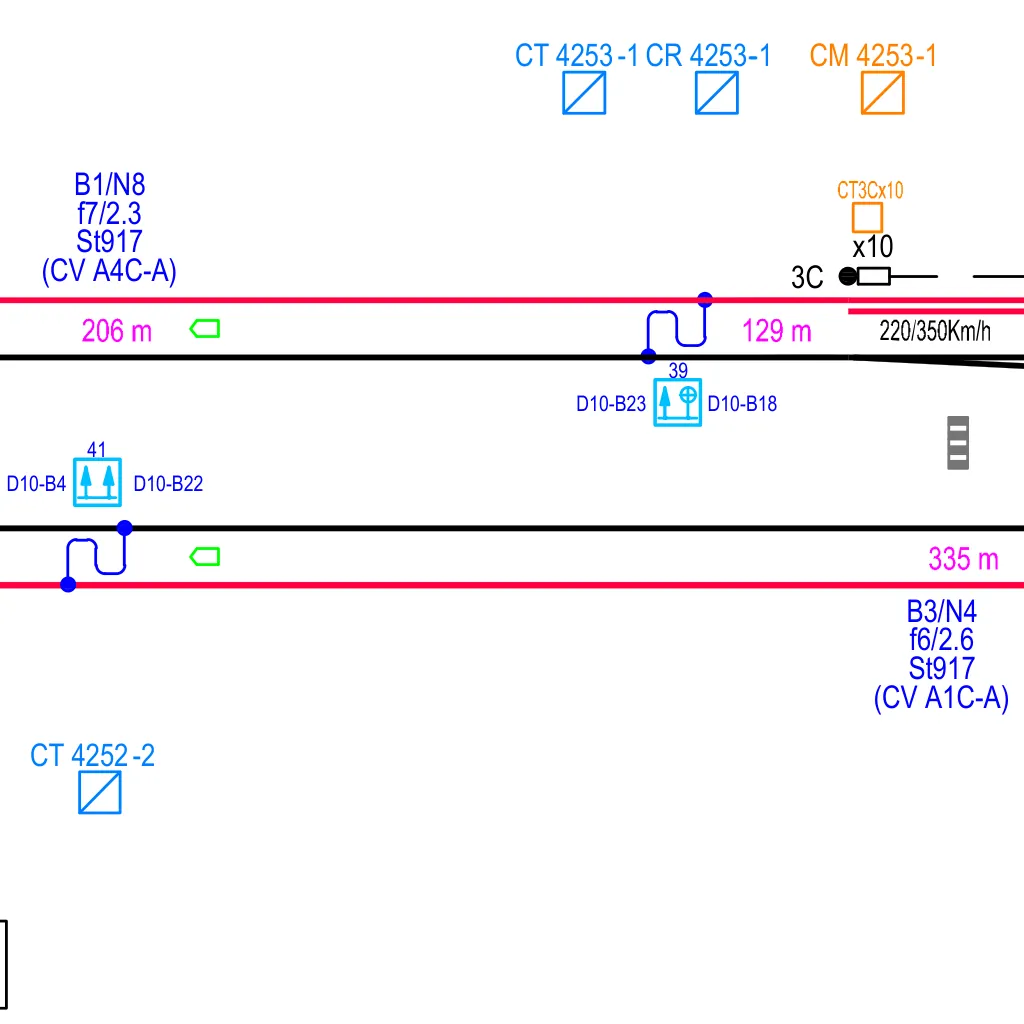 CT 4253-1 CR 4253-1 CM 4253-1
B1/N8
f7/2.3
St917
(CV A4C-A)
CT3Cx10
x10
3C
206 m
129 m
220/350Km/h
39
D10-B23
D10-B18
41
D10-B4
D10-B22
335 m
B3/N4
f6/2.6
St917
(CV A1C-A)
CT 4252-2